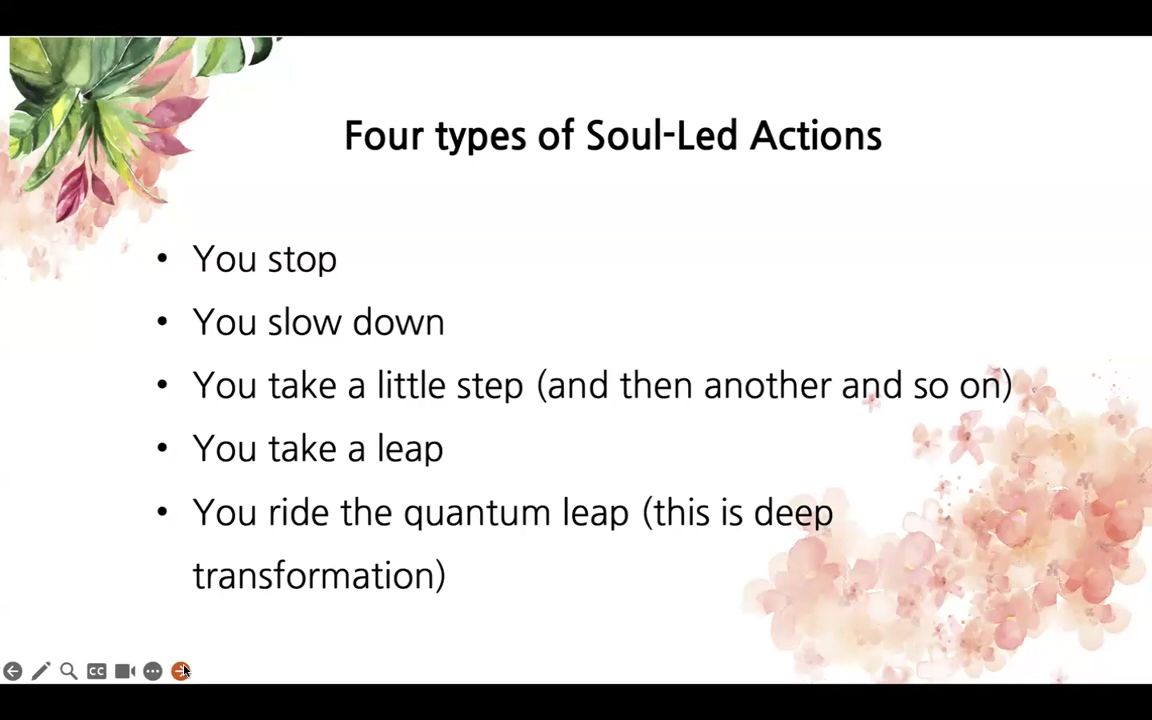 Four types of Soul-Led Actions
• You stop
• You slow down
• You take a little step (and then another and so on)
• You take a leap
• You ride the quantum leap (this is deep
transformation)
CC